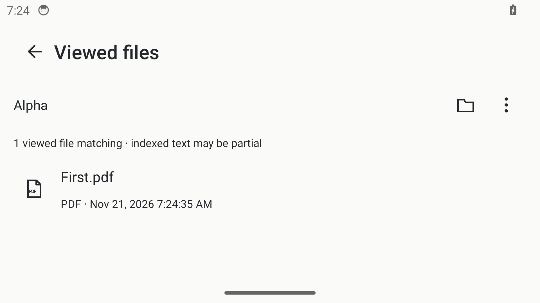 7:24
Viewed files
Alpha
1 viewed file matching · indexed text may be partial
First.pdf
PDF · Nov 21, 2026 7:24:35 AM